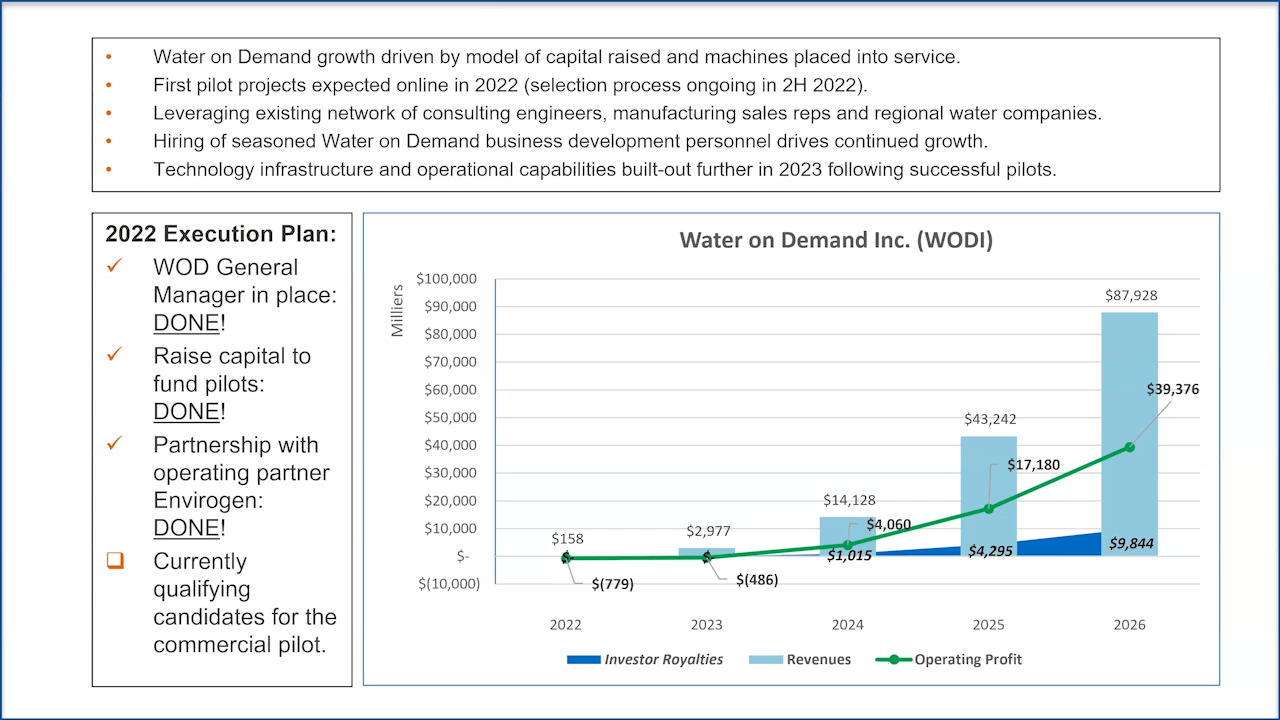 • Water on Demand growth driven by model of capital raised and machines placed into service.
• First pilot projects expected online in 2022 (selection process ongoing in 2H 2022).
• Leveraging existing network of consulting engineers, manufacturing sales reps and regional water companies.
• Hiring of seasoned Water on Demand business development personnel drives continued growth.
• Technology infrastructure and operational capabilities built-out further in 2023 following successful pilots.
2022 Execution Plan:
✓ WOD General
Manager in place:
DONE!
✓ Raise capital to
fund pilots:
DONE!
✓ Partnership with
operating partner
Envirogen:
DONE!
❑ Currently
qualifying
candidates for the
commercial pilot.
Water on Demand Inc. (WODI)
Milliers
$100,000
$90,000
$80,000
$70,000
$60,000
$50,000
$40,000
$30,000
$20,000
$10,000
$-
$(10,000)
$158
$2,977
$14,128
$43,242
$87,928
$(779)
$(486)
$4,060
$17,180
$39,376
$1,015
$4,295
$9,844
2022 2023 2024 2025 2026
Investor Royalties Revenues Operating Profit